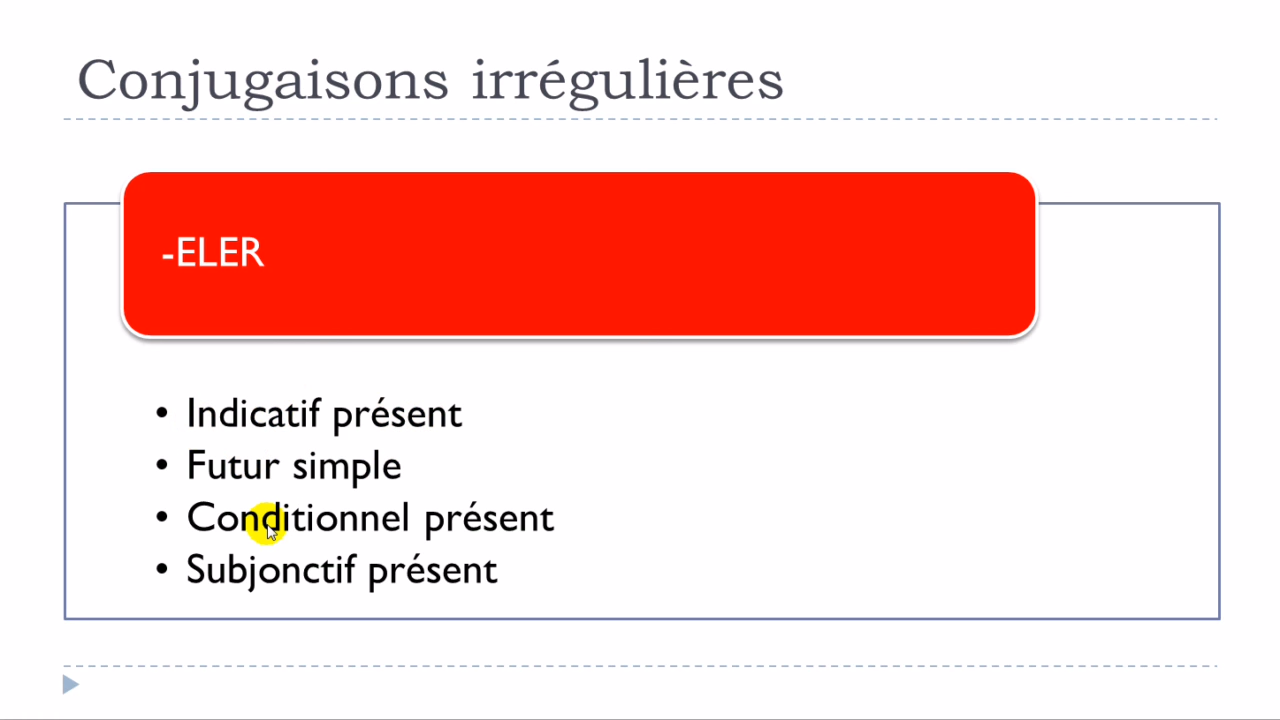 Conjugaisons irrégulières
-ELER
• Indicatif présent
• Futur simple
• Conditionnel présent
• Subjonctif présent